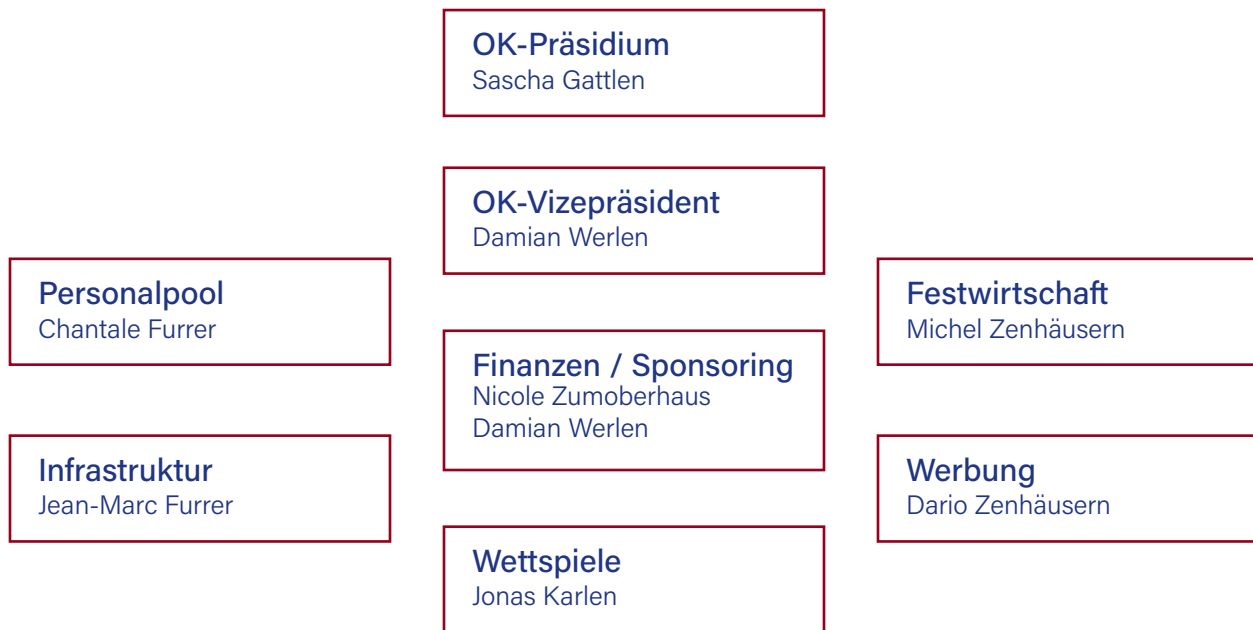 OK-Präsidium
Sascha Gattlen
OK-Vizepräsident
Damian Werlen
Personalpool
Chantale Furrer
Festwirtschaft
Michel Zenhäusern
Finanzen / Sponsoring
Nicole Zumoberhaus
Damian Werlen
Infrastruktur
Jean-Marc Furrer
Werbung
Dario Zenhäusern
Wettspiele
Jonas Karlen